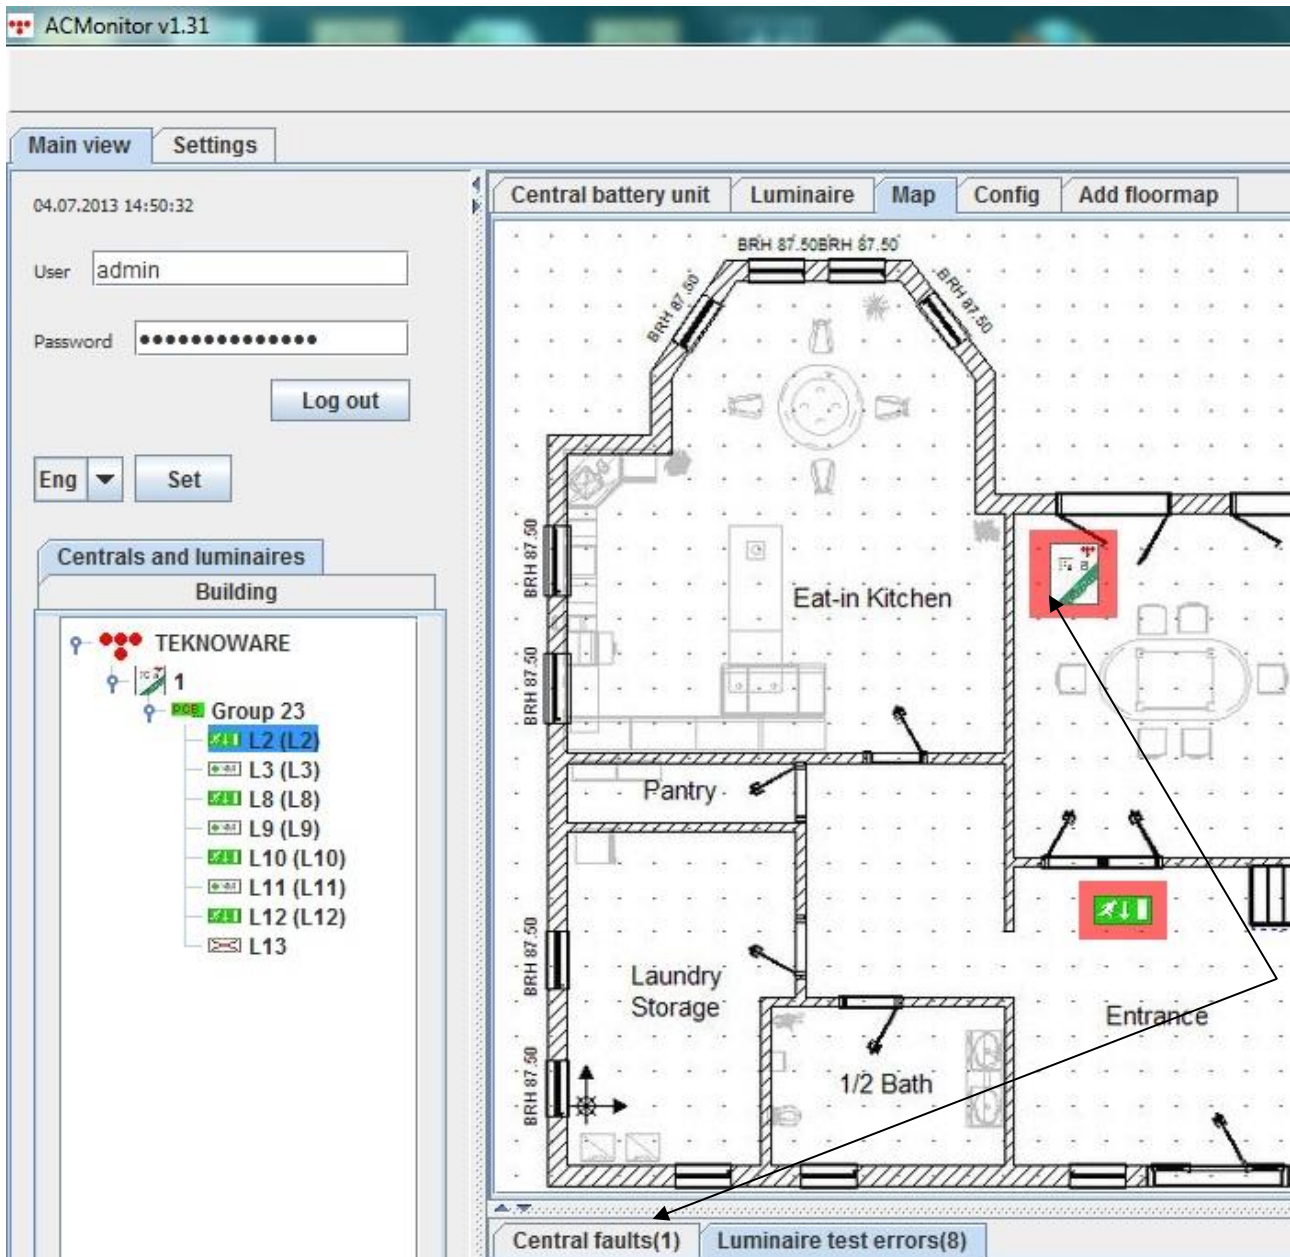 ACMonitor v1.31
Main view Settings
04.07.2013 14:50:32
User admin
Password ●●●●●●●●●●●●●●
Log out
Eng Set
Centrals and luminaires
Building
TEKNOWARE
1
Group 23
L2 (L2)
L3 (L3)
L8 (L8)
L9 (L9)
L10 (L10)
L11 (L11)
L12 (L12)
L13
Central battery unit Luminaire Map Config Add floormap
BRH 87.50 BRH 87.50
BRH 87.50
BRH 87.50
BRH 87.50
Eat-in Kitchen
BRH 87.50
Pantry
BRH 87.50
Laundry
Storage
Entrance
BRH 87.50
1/2 Bath
Central faults(1) Luminaire test errors(8)